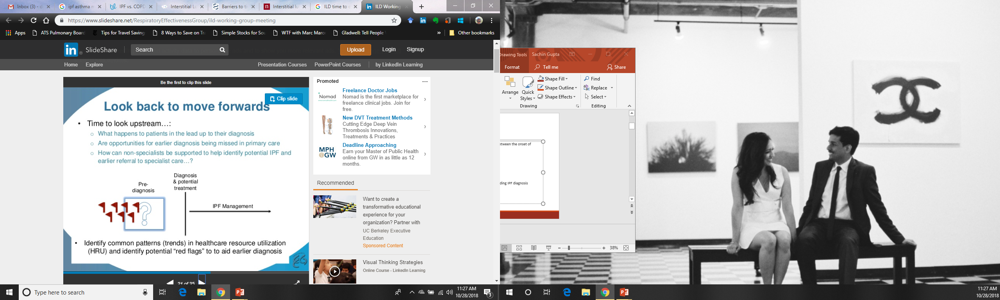 Inbox (3) - d
ipf asthma m
IPF vs. COPD
Interstitial Lu
Barriers to ti
Interstitial lu
ILD time to c
ILD Working
https://www.slideshare.net/RespiratoryEffectivenessGroup/ild-working-group-meeting
Apps
ATS Pulmonary Board
Tips for Travel Saving
8 Ways to Save on Tra
Simple Stocks for Sou
WTF with Marc Maron
Gladwell: Tell People
»
Other bookmarks
in SlideShare
Search
Upload
Login
Signup
Home
Explore
Presentation Courses
PowerPoint Courses
by LinkedIn Learning
Be the first to clip this slide
Clip slide
Look back to move forwards
• Time to look upstream…:
o What happens to patients in the lead up to their diagnosis
o Are opportunities for earlier diagnosis being missed in primary care
o How can non-specialists be supported to help identify potential IPF and
earlier referral to specialist care…?
Pre-
diagnosis
Diagnosis
& potential
treatment
?
IPF Management
• Identify common patterns (trends) in healthcare resource utilization
(HRU) and identify potential “red flags” to to aid earlier diagnosis
21 of 35
Promoted
Nomad
Freelance Doctor Jobs
Nomad is the first marketplace for
freelance clinical jobs. Join for
free.
New DVT Treatment Methods
Cutting Edge Deep Vein
Thrombosis Innovations,
Treatments & Practices
MPH
@GW
Deadline Approaching
Earn your Master of Public Health
online from GW in as little as 12
months.
Recommended
Want to create a
transformative educational
experience for your
organization? Partner with
UC Berkeley Executive
Education
Sponsored Content
Visual Thinking Strategies
Online Course - LinkedIn Learning
Type here to search
11:27 AM
10/28/2018
3
Drawing Tools
Sachin Gupta
Format
Tell me
Share
Arrange
Quick
Styles
Shape Fill
Shape Outline
Shape Effects
Drawing
Find
Replace
Select
Editing
etween the onset of
ding IPF diagnosis
38%
11:27 AM
10/28/2018